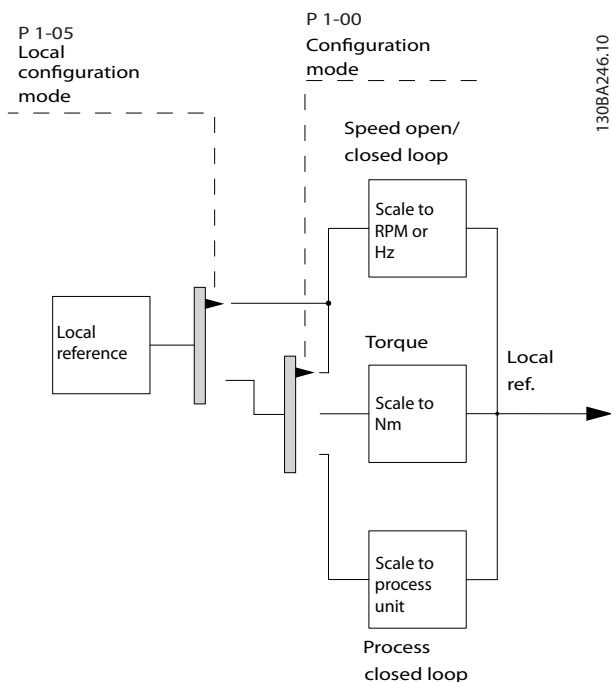 P 1-05
Local
configuration
mode
P 1-00
Configuration
mode
130BA246.10
Speed open/
closed loop
Scale to
RPM or
Hz
Local
reference
Torque
Scale to
Nm
Local
ref.
Scale to
process
unit
Process
closed loop